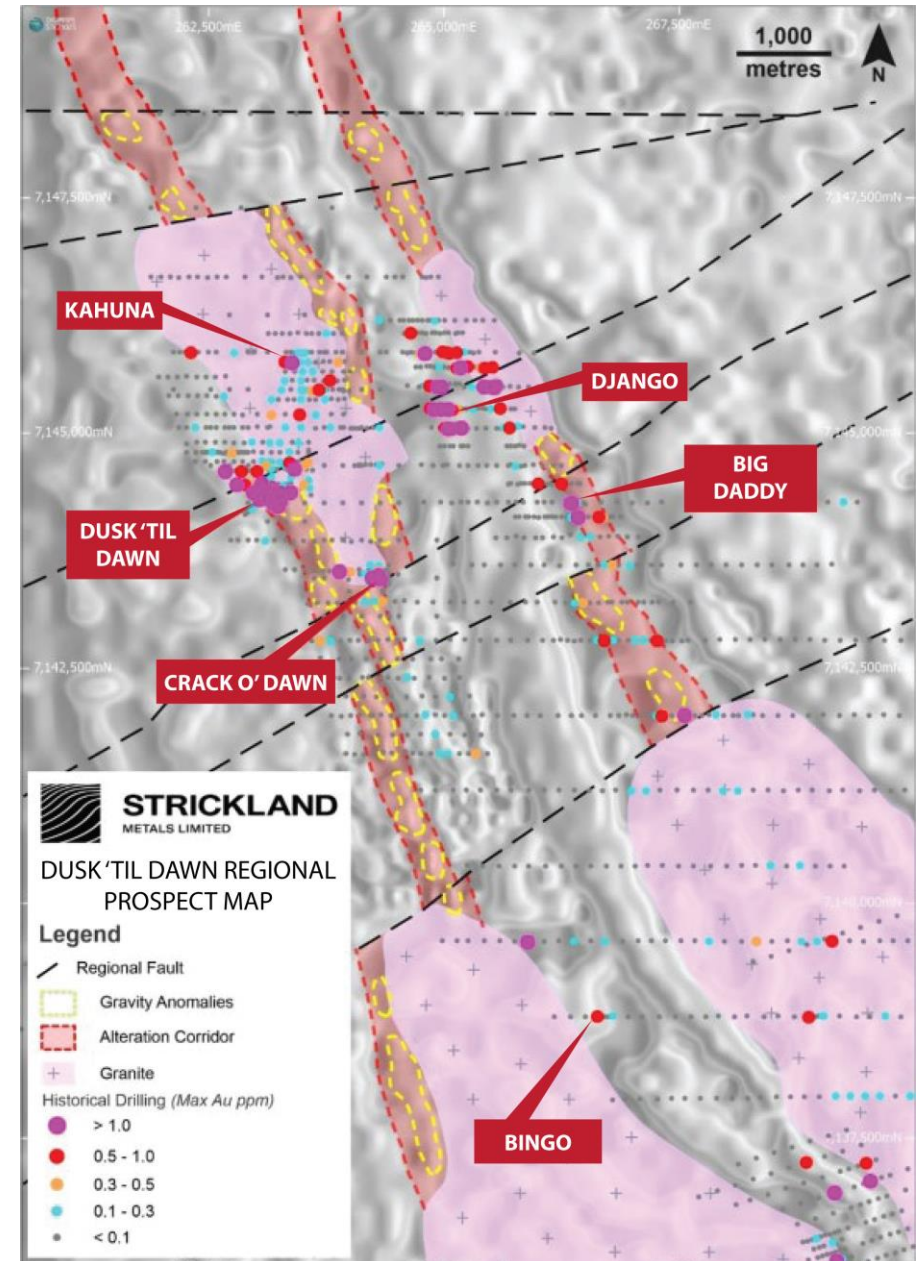 262,500mE
265,000mE
267,500mE
1,000
metres
N
7,147,500mN
7,147,500mN
KAHUNA
DJANGO
7,145,000mN
7,145,000mN
BIG
DADDY
DUSK ‘TIL
DAWN
CRACK O’ DAWN
7,142,500mN
7,142,500mN
STRICKLAND
METALS LIMITED
DUSK ‘TIL DAWN REGIONAL
PROSPECT MAP
Legend
Regional Fault
Gravity Anomalies
Alteration Corridor
Granite
Historical Drilling (Max Au ppm)
> 1.0
0.5 - 1.0
0.3 - 0.5
0.1 - 0.3
< 0.1
7,140,000mN
BINGO
7,137,500mN